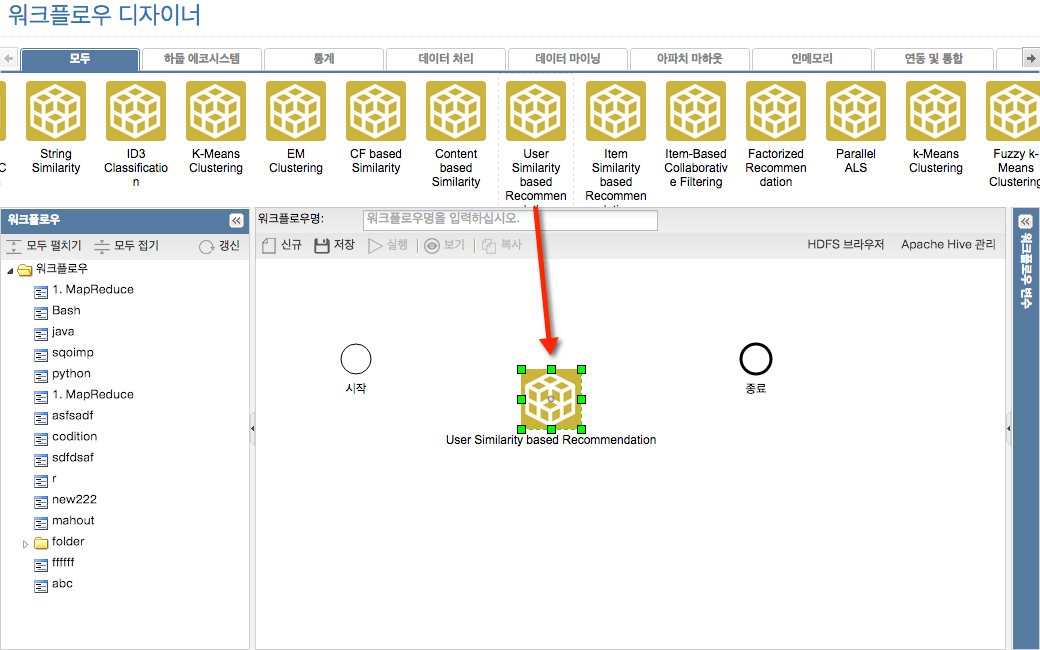 워크플로우 디자이너
모두
하둡 에코시스템
통계
데이터 처리
데이터 마이닝
아파치 마하웃
인메모리
연동 및 통합
C
String
Similarity
ID3
Classificatio
n
K-Means
Clustering
EM
Clustering
CF based
Similarity
Content
based
Similarity
User
Similarity
based
Recommen
Item
Similarity
based
Recommen
Item-Based
Collaborativ
e Filtering
Factorized
Recommen
dation
Parallel
ALS
k-Means
Clustering
Fuzzy k-
Means
Clustering
워크플로우
모두 펼치기
모두 접기
갱신
워크플로우
1. MapReduce
Bash
java
sqoimp
python
1. MapReduce
asfsadf
codition
sdfdsaf
r
new222
mahout
folder
ffffff
abc
워크플로우명:
워크플로우명을 입력하십시오.
신규
저장
실행
보기
복사
HDFS 브라우저
Apache Hive 관리
시작
User Similarity based Recommendation
종료
워크플로우 변수